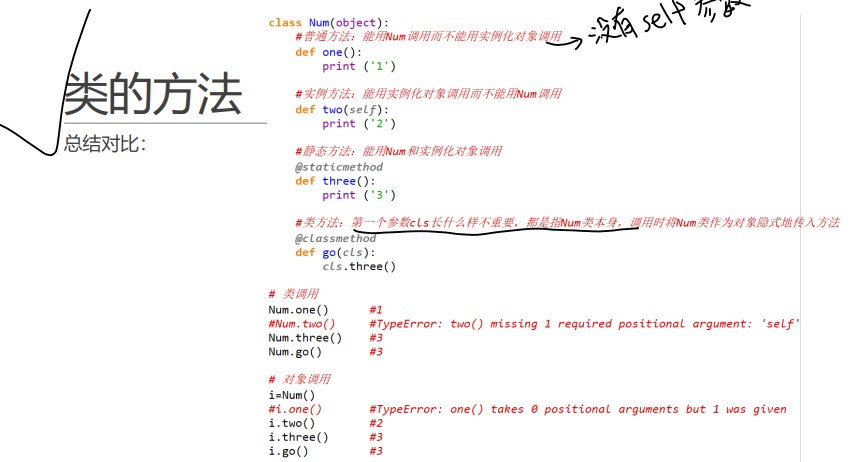 类的方法
总结对比：
没有self参数
class Num(object):
#普通方法：能用Num调用而不能用实例化对象调用
def one():
print ('1')
#实例方法：能用实例化对象调用而不能用Num调用
def two(self):
print ('2')
#静态方法：能用Num和实例化对象调用
@staticmethod
def three():
print ('3')
#类方法：第一个参数cls长什么样不重要，都是指Num类本身，调用时将Num类作为对象隐式地传入方法
@classmethod
def go(cls):
cls.three()
# 类调用
Num.one() #1
#Num.two() #TypeError: two() missing 1 required positional argument: 'self'
Num.three() #3
Num.go() #3
# 对象调用
i=Num()
#i.one() #TypeError: one() takes 0 positional arguments but 1 was given
i.two() #2
i.three() #3
i.go() #3